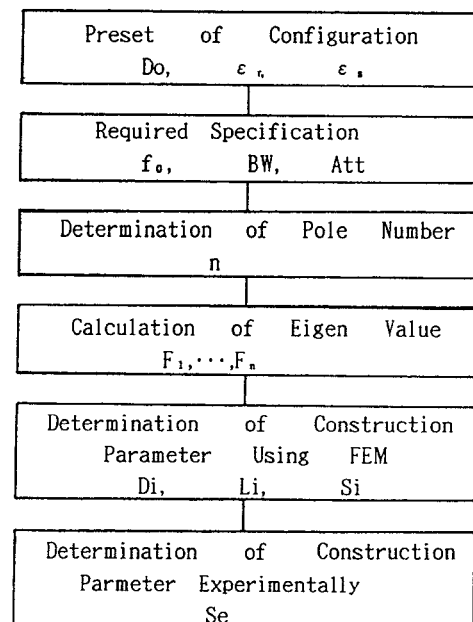 Preset of Configuration
Do, ε r, ε s
Required Specification
f₀, BW, Att
Determination of Pole Number
n
Calculation of Eigen Value
F₁,···,Fₙ
Determination of Construction
Parameter Using FEM
Di, Li, Si
Determination of Construction
Parmeter Experimentally
Se